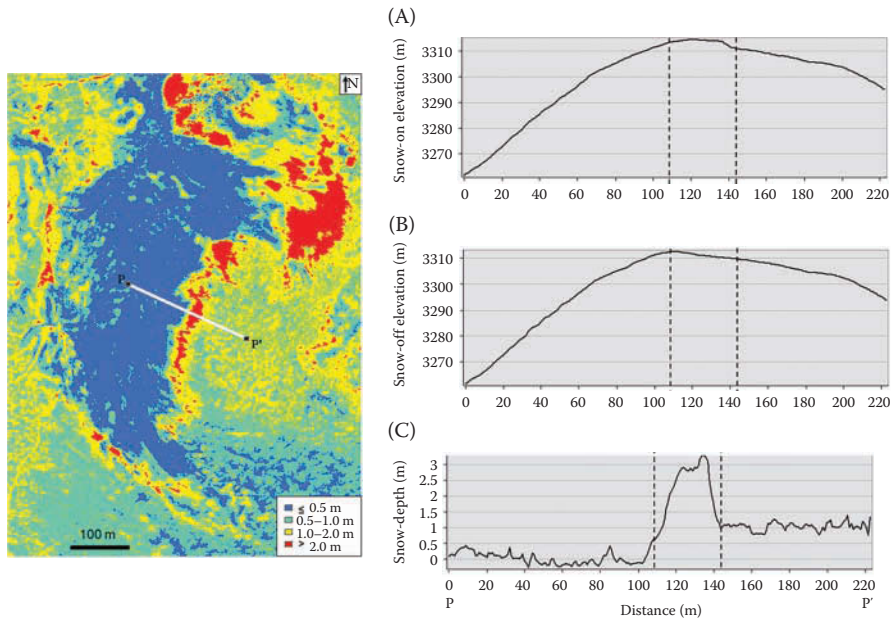 N
P
P'
≤ 0.5 m
0.5–1.0 m
1.0–2.0 m
> 2.0 m
100 m
(A)
Snow-on elevation (m)
3310
3300
3290
3280
3270
0 20 40 60 80 100 120 140 160 180 200 220
(B)
Snow-off elevation (m)
3310
3300
3290
3280
3270
0 20 40 60 80 100 120 140 160 180 200 220
(C)
Snow-depth (m)
3
2.5
2
1.5
1
0.5
0
0 20 40 60 80 100 120 140 160 180 200 220
P Distance (m) P′